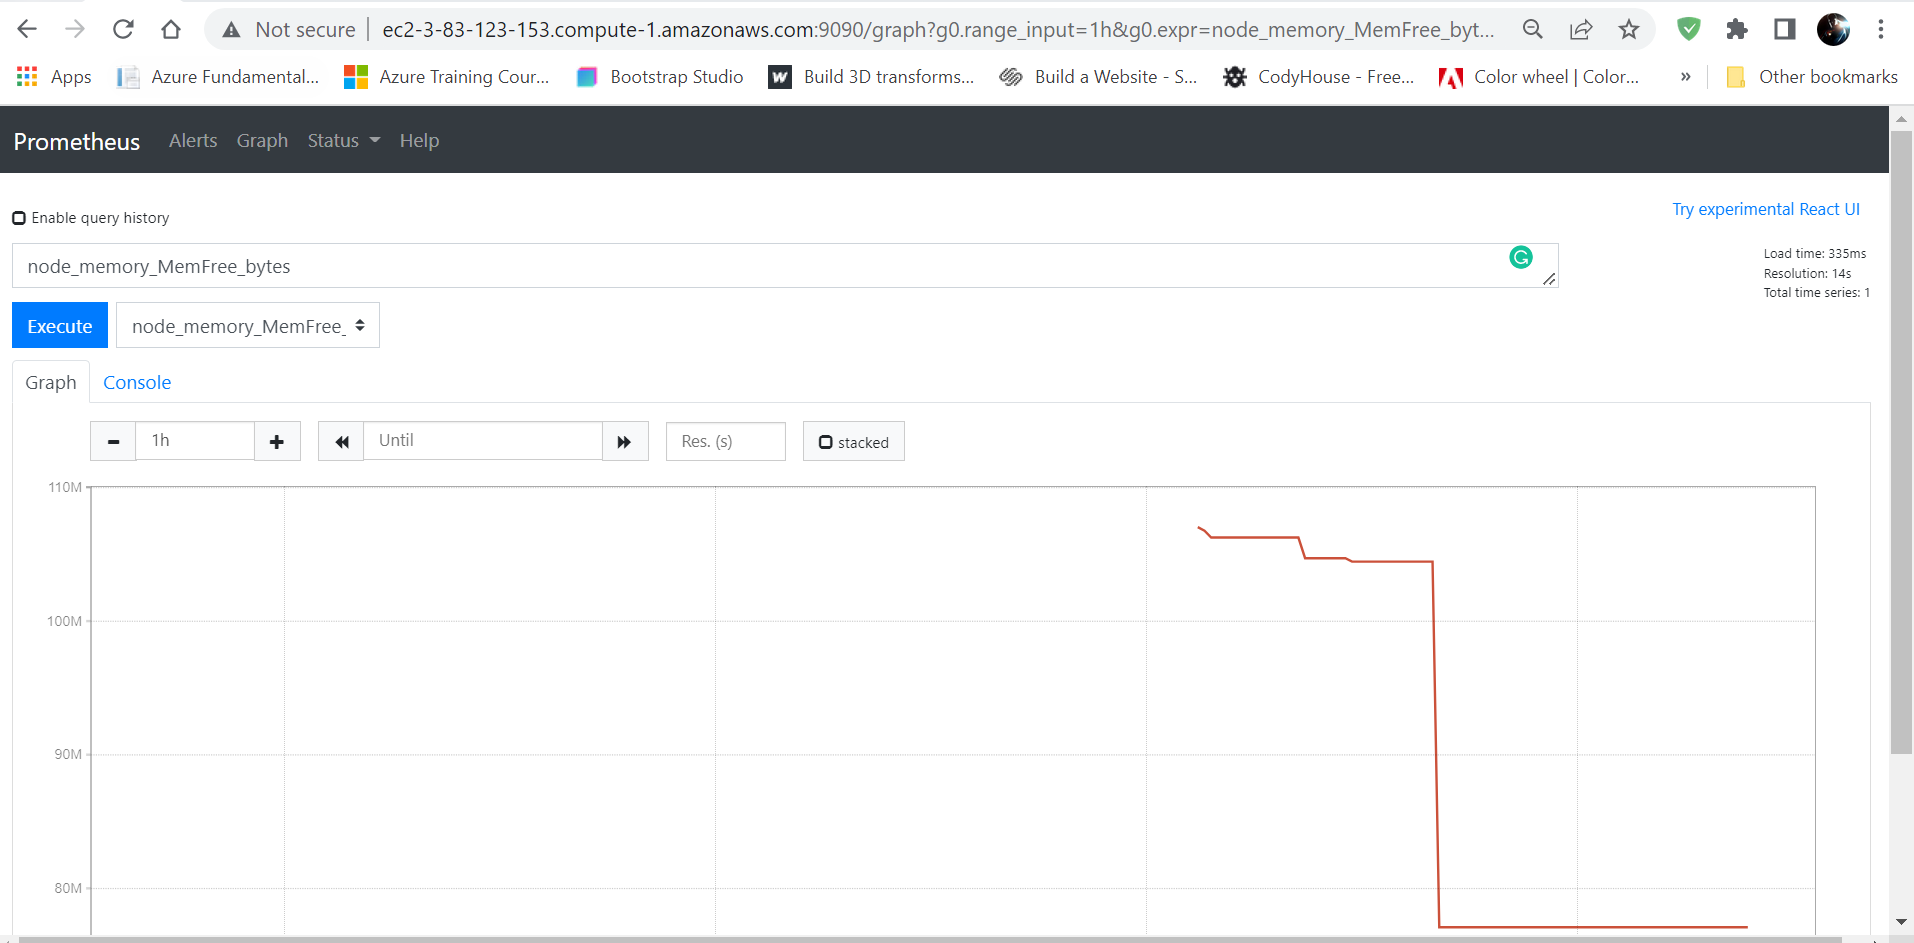 Not secure | ec2-3-83-123-153.compute-1.amazonaws.com:9090/graph?g0.range_input=1h&g0.expr=node_memory_MemFree_byt...
Apps Azure Fundamental... Azure Training Cour... Bootstrap Studio Build 3D transforms... Build a Website - S... CodyHouse - Free... Color wheel | Color... » Other bookmarks
Prometheus Alerts Graph Status Help
Try experimental React UI
Enable query history
node_memory_MemFree_bytes
Load time: 335ms
Resolution: 14s
Total time series: 1
Execute node_memory_MemFree_
Graph Console
1h Until Res. (s) stacked
110M
100M
90M
80M